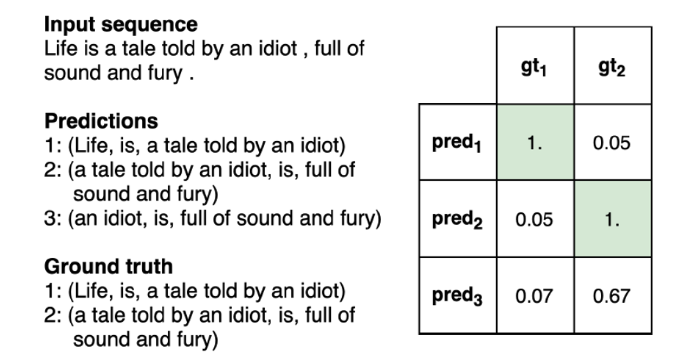 Input sequence
Life is a tale told by an idiot , full of
sound and fury .
Predictions
1: (Life, is, a tale told by an idiot)
2: (a tale told by an idiot, is, full of
sound and fury)
3: (an idiot, is, full of sound and fury)
Ground truth
1: (Life, is, a tale told by an idiot)
2: (a tale told by an idiot, is, full of
sound and fury)
gt₁ gt₂
pred₁ 1. 0.05
pred₂ 0.05 1.
pred₃ 0.07 0.67